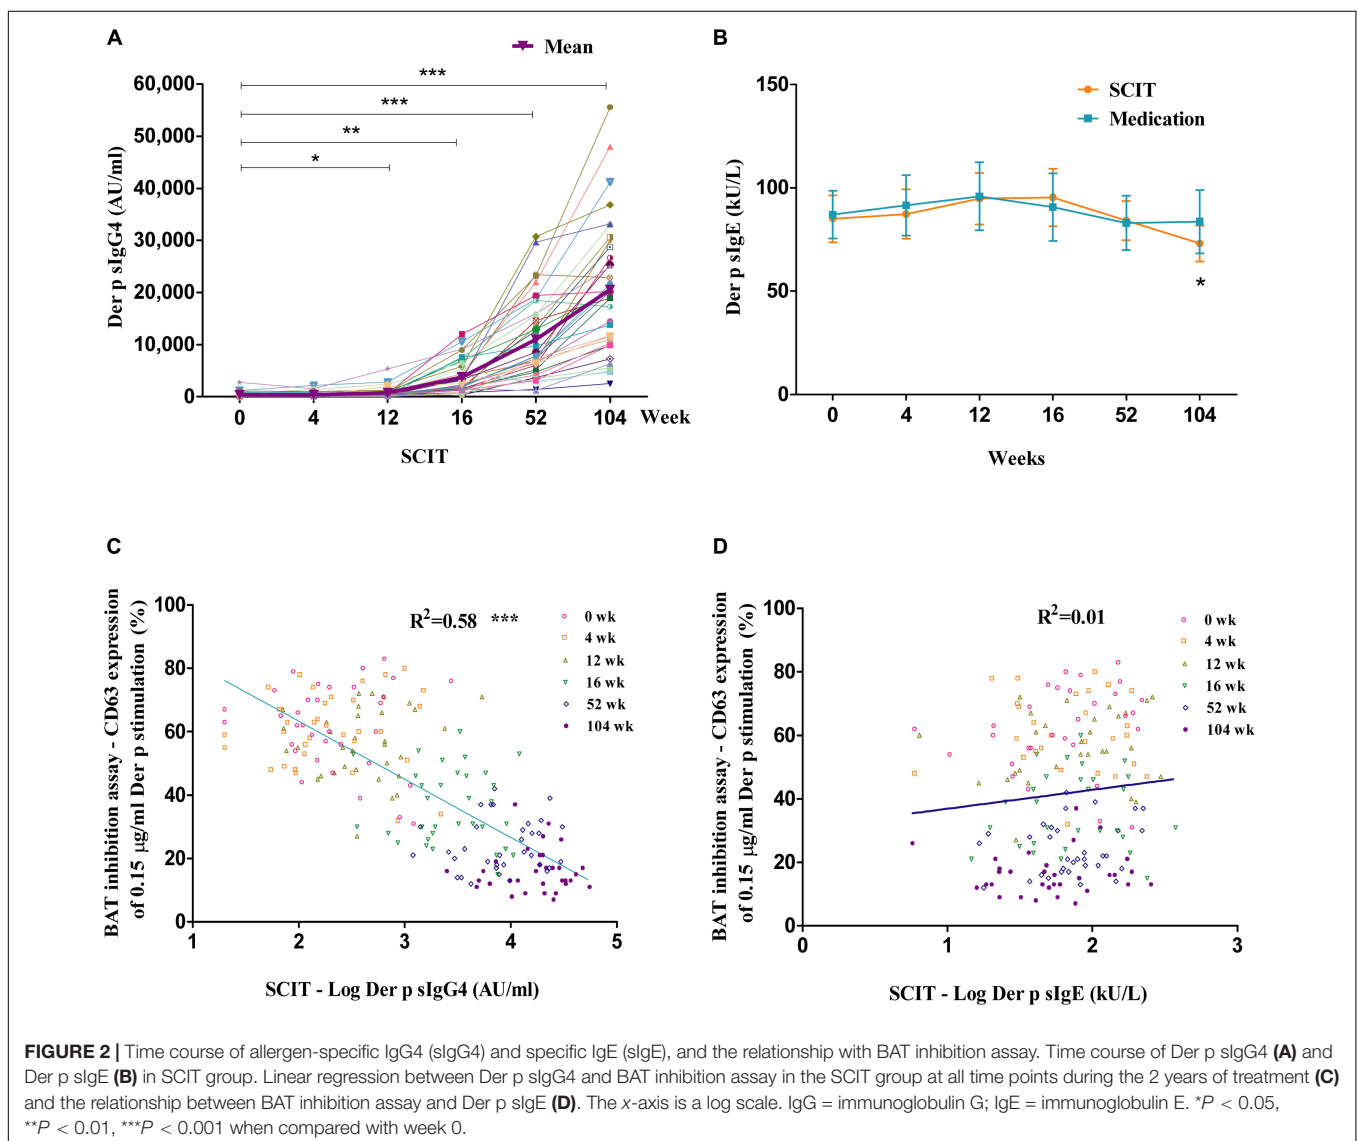 A
Mean
60,000
50,000
40,000
30,000
20,000
10,000
0
Der p sIgG4 (AU/ml)
***
***
**
*
0 4 12 16 52 104 Week
SCIT
B
SCIT
Medication
150
100
50
0
Der p sIgE (kU/L)
*
0 4 12 16 52 104
Weeks
C
BAT inhibition assay - CD63 expression
of 0.15 µg/ml Der p stimulation (%)
100
80
60
40
20
0
R²=0.58 ***
0 wk
4 wk
12 wk
16 wk
52 wk
104 wk
1 2 3 4 5
SCIT - Log Der p sIgG4 (AU/ml)
D
BAT inhibition assay - CD63 expression
of 0.15 µg/ml Der p stimulation (%)
100
80
60
40
20
0
R²=0.01
0 wk
4 wk
12 wk
16 wk
52 wk
104 wk
0 1 2 3
SCIT - Log Der p sIgE (kU/L)
FIGURE 2 | Time course of allergen-specific IgG4 (sIgG4) and specific IgE (sIgE), and the relationship with BAT inhibition assay. Time course of Der p sIgG4 (A) and
Der p sIgE (B) in SCIT group. Linear regression between Der p sIgG4 and BAT inhibition assay in the SCIT group at all time points during the 2 years of treatment (C)
and the relationship between BAT inhibition assay and Der p sIgE (D). The x-axis is a log scale. IgG = immunoglobulin G; IgE = immunoglobulin E. *P < 0.05,
**P < 0.01, ***P < 0.001 when compared with week 0.